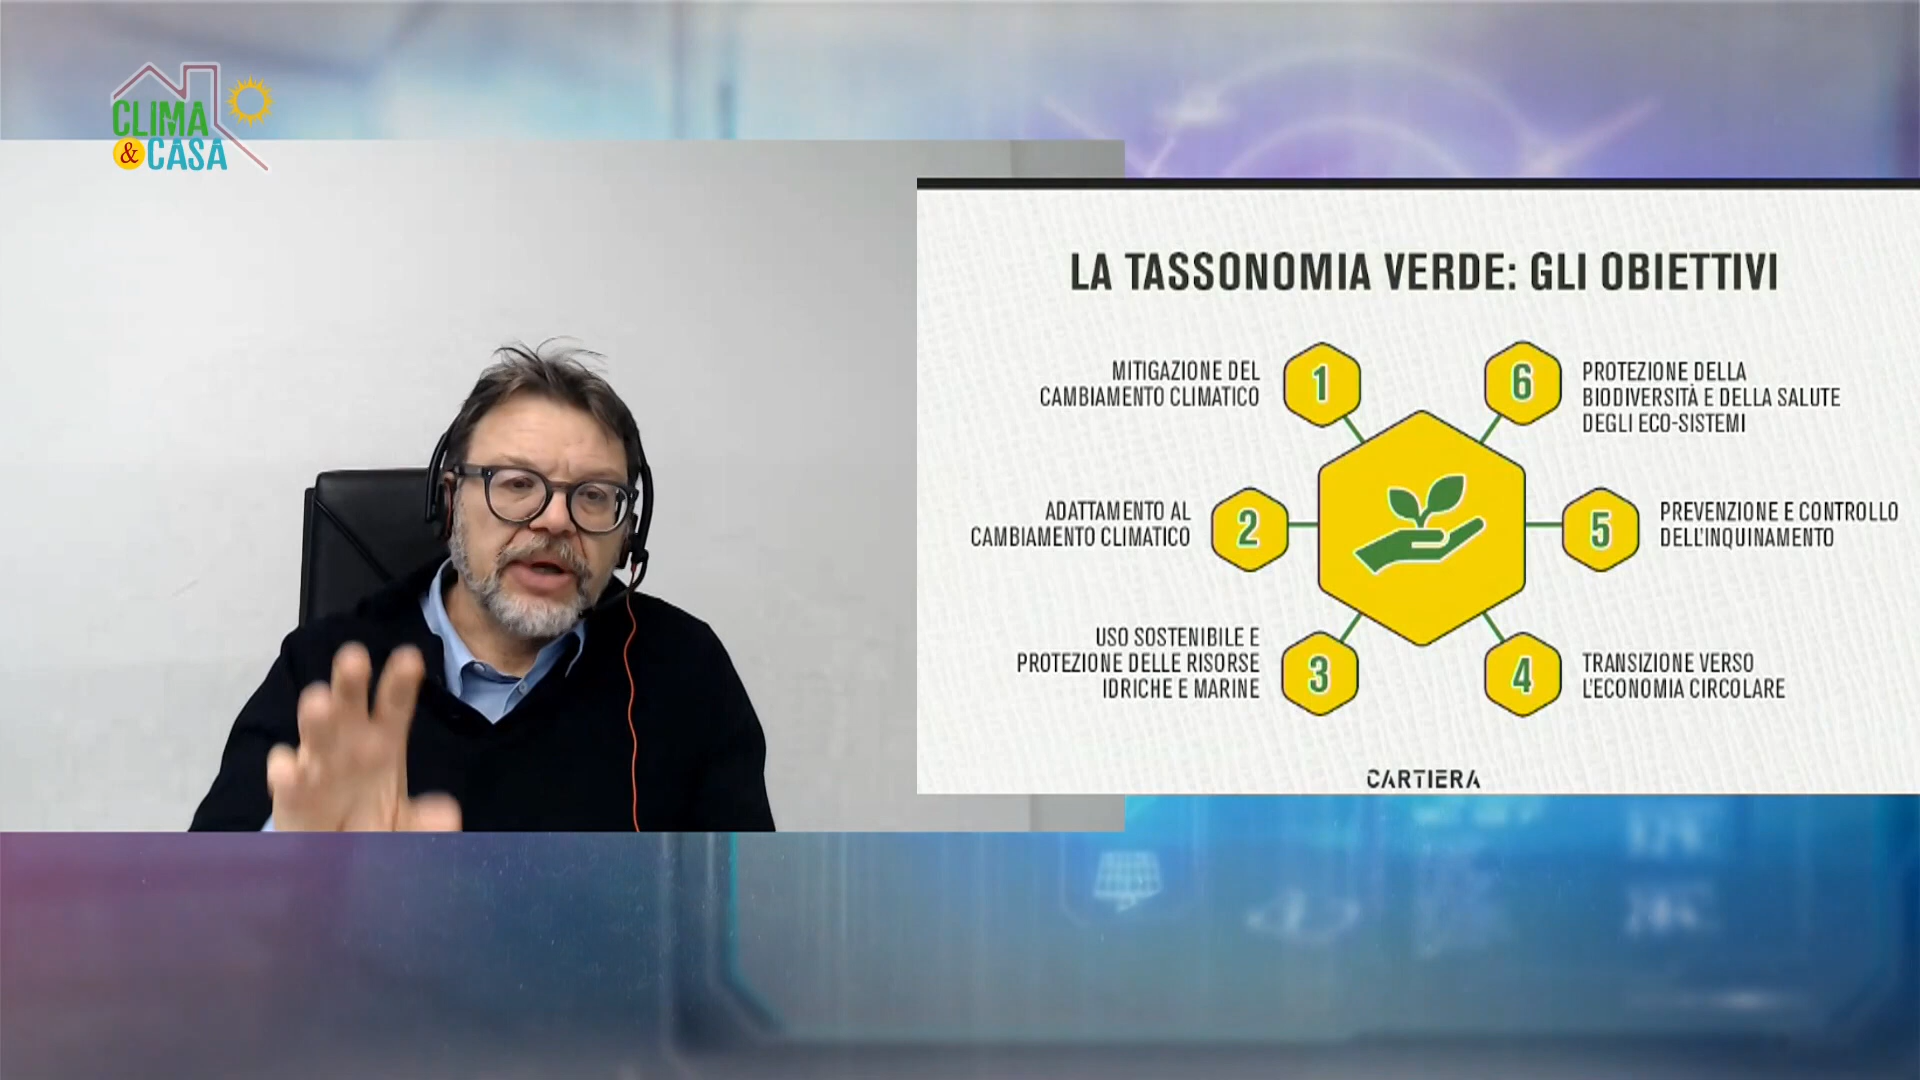 CLIMA
& CASA
LA TASSONOMIA VERDE: GLI OBIETTIVI
1
MITIGAZIONE DEL
CAMBIAMENTO CLIMATICO
2
ADATTAMENTO AL
CAMBIAMENTO CLIMATICO
3
USO SOSTENIBILE E
PROTEZIONE DELLE RISORSE
IDRICHE E MARINE
4
TRANSIZIONE VERSO
L'ECONOMIA CIRCOLARE
5
PREVENZIONE E CONTROLLO
DELL'INQUINAMENTO
6
PROTEZIONE DELLA
BIODIVERSITÀ E DELLA SALUTE
DEGLI ECO-SISTEMI
CARTIERA